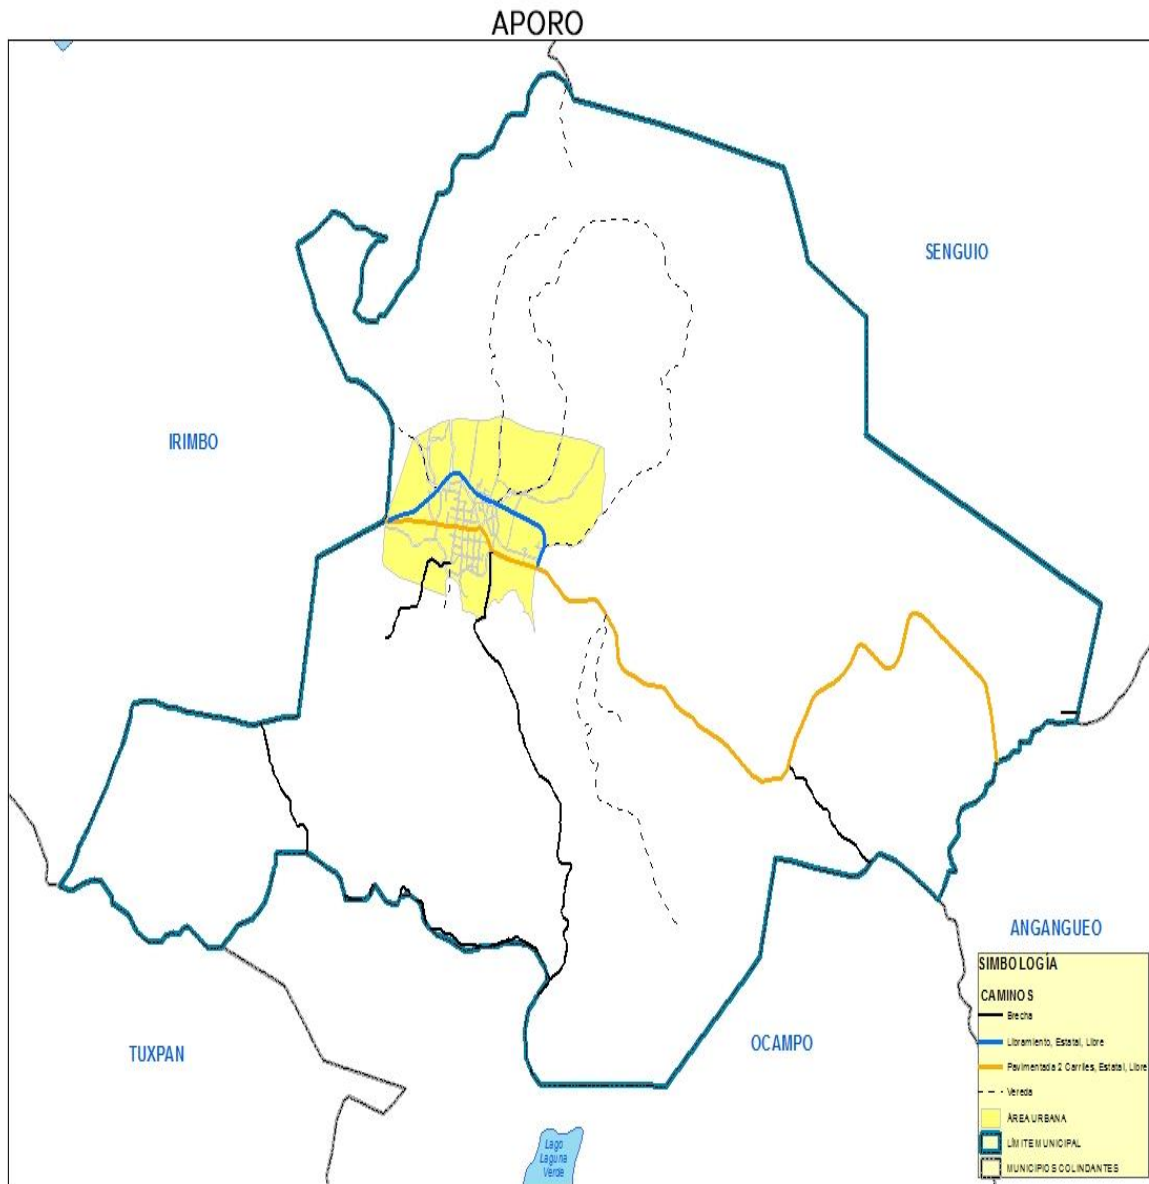 APORO
SENGUIO
IRIMBO
ANGANGUEO
TUXPAN
OCAMPO
Lago
Laguna
Verde
SIMBOLOGÍA
CAMINOS
Brecha
Libramiento, Estatal, Libre
Pavimentada 2 Carriles, Estatal, Libre
Vereda
ÁREA URBANA
LÍMITE MUNICIPAL
MUNICIPIOS COLINDANTES